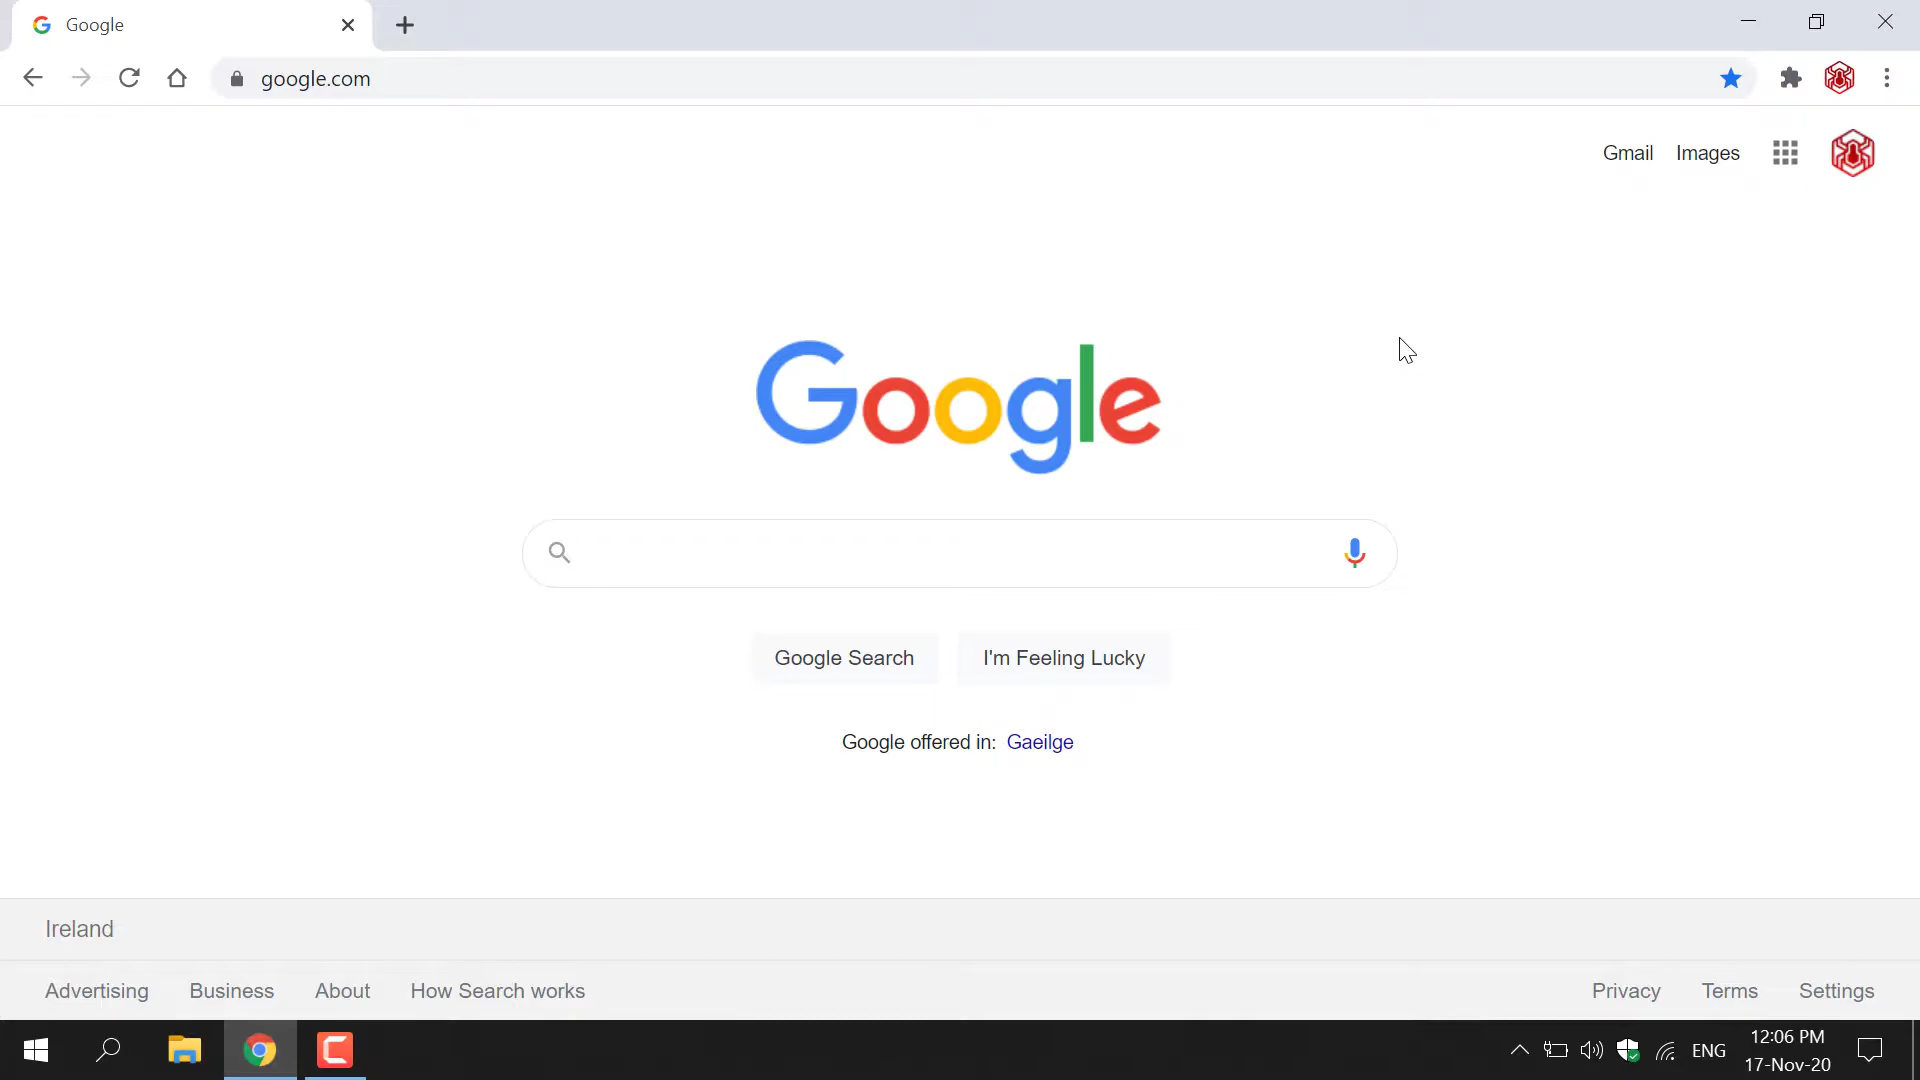 Google
google.com
Gmail Images
Google
Google Search I'm Feeling Lucky
Google offered in: Gaeilge
Ireland
Advertising Business About How Search works Privacy Terms Settings
ENG
12:06 PM
17-Nov-20